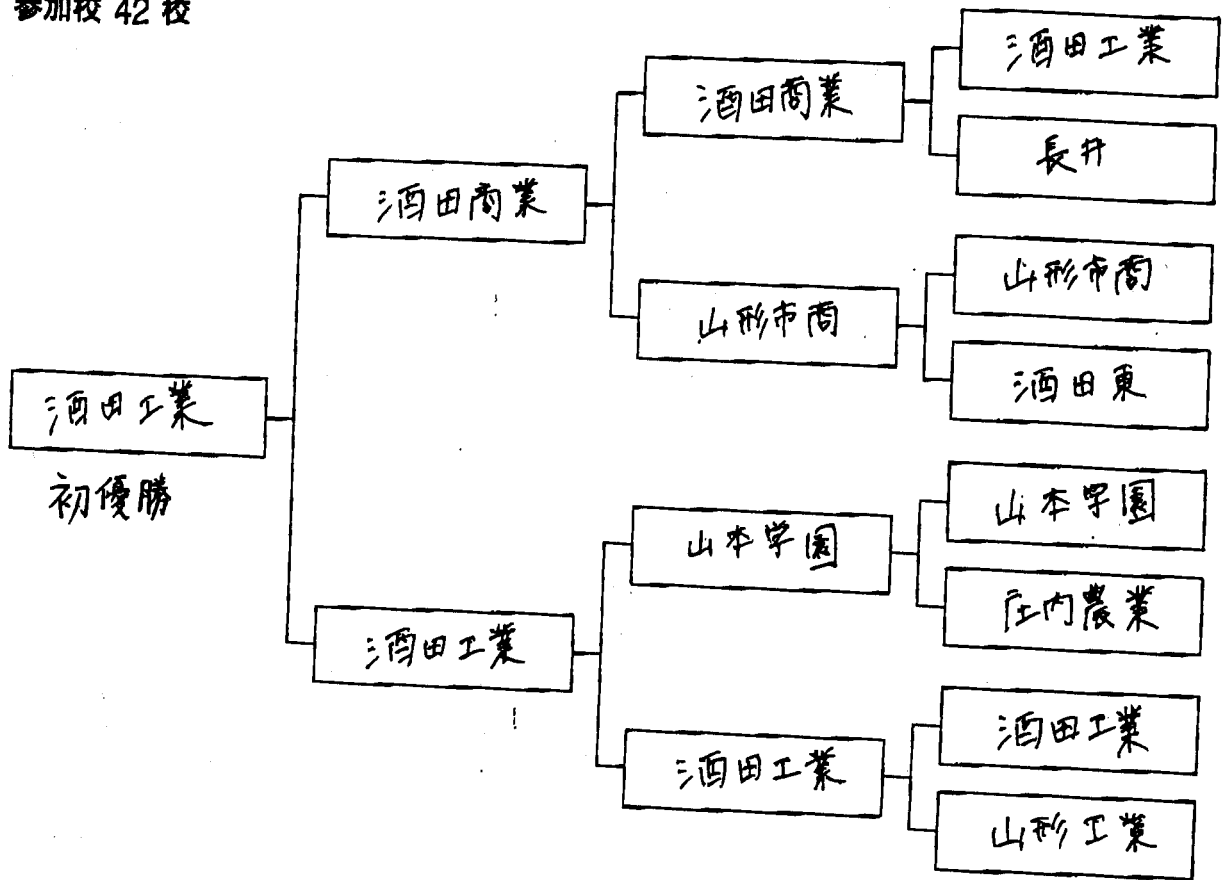 参加校 42 校
酒田工業
酒田商業
長井
酒田商業
山形市商
山形市商
酒田東
酒田工業
初優勝
山本学園
山本学園
庄内農業
酒田工業
酒田工業
酒田工業
山形工業